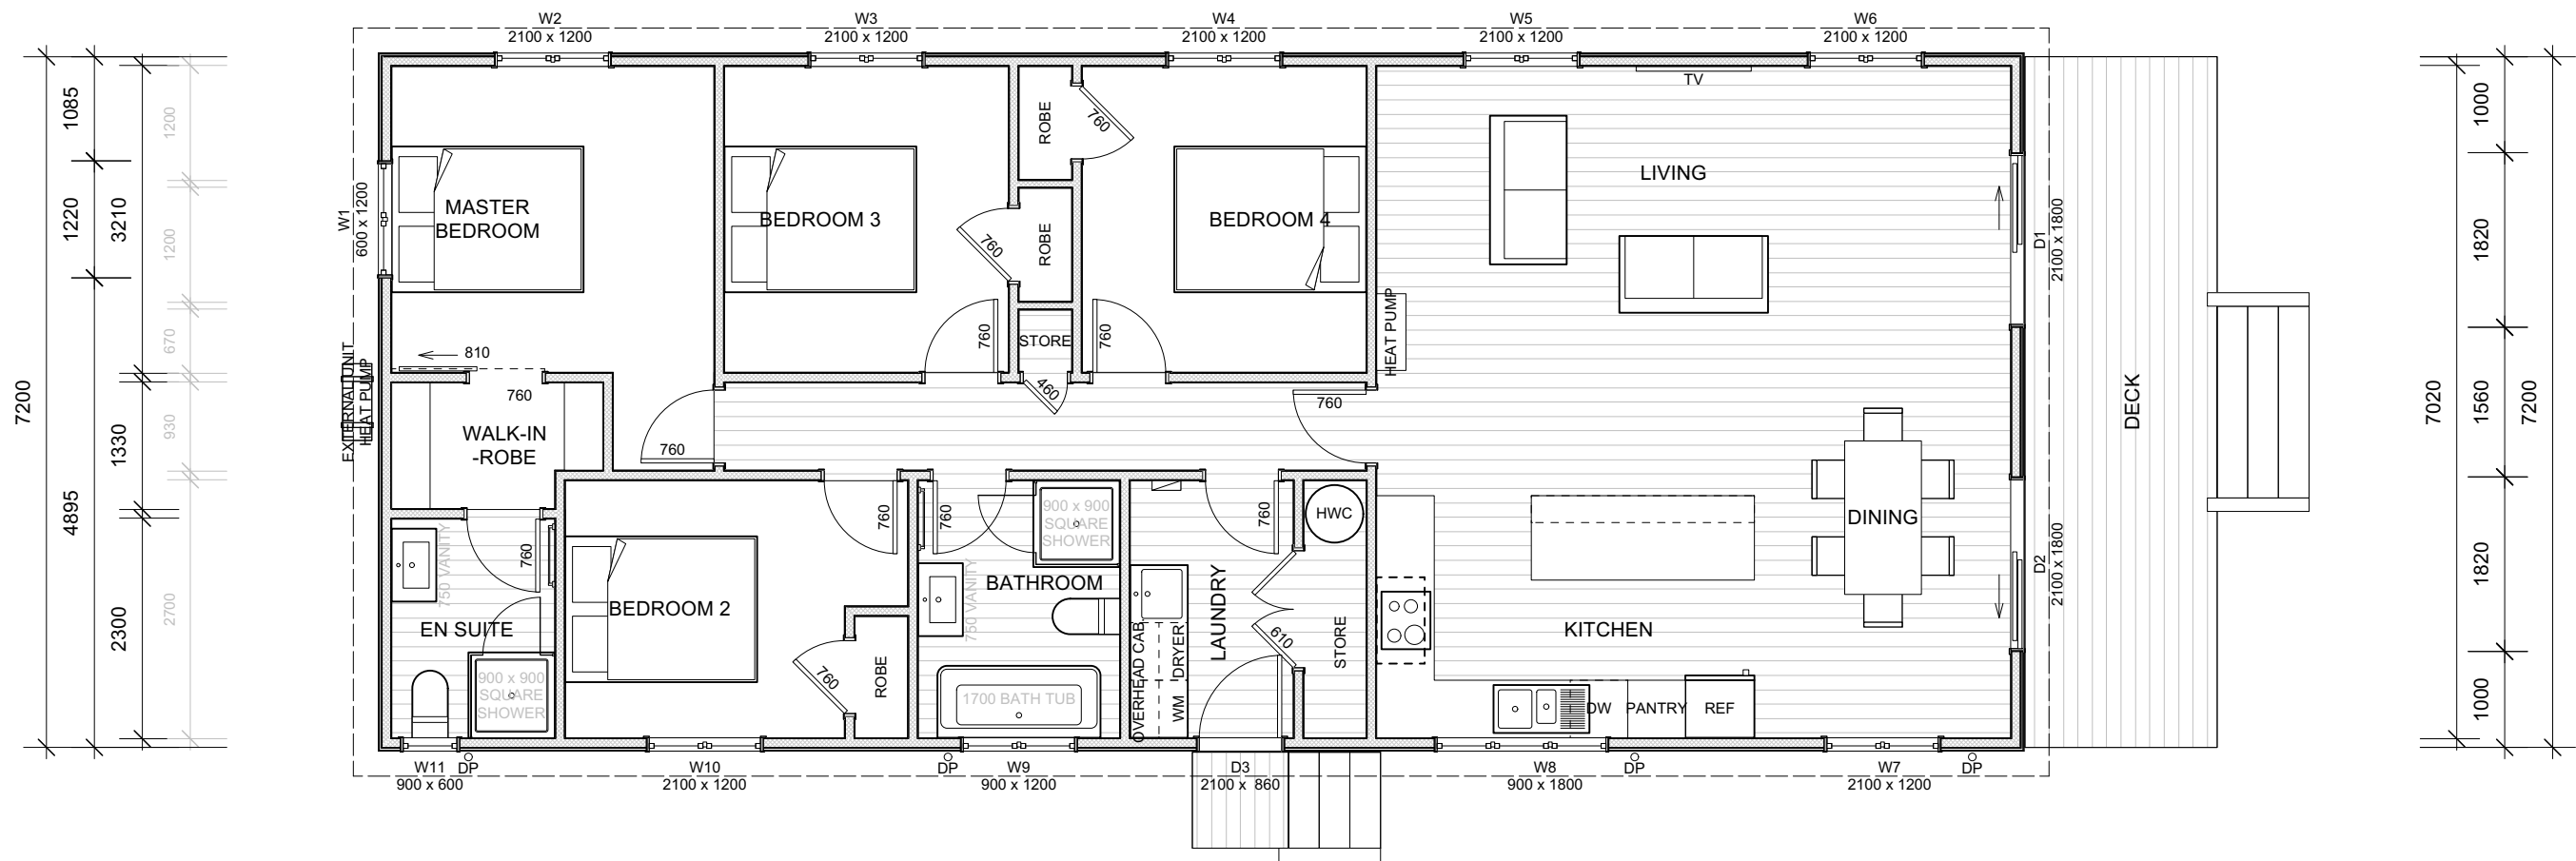 W2
2100 x 1200
W3
2100 x 1200
W4
2100 x 1200
W5
2100 x 1200
W6
2100 x 1200
7200
1085
1220
4895
3210
1330
2300
1200
1200
670
930
2700
W1
600 x 1200
EXTERNAL UNIT
HEAT PUMP
MASTER
BEDROOM
810
760
WALK-IN
-ROBE
760
BEDROOM 3
760
760
ROBE
ROBE
STORE
460
760
760
BEDROOM 4
TV
LIVING
HEAT PUMP
760
D1
2100 x 1800
DECK
D2
2100 x 1800
DINING
KITCHEN
DW
PANTRY
REF
750 VANITY
760
EN SUITE
900 x 900
SQUARE
SHOWER
BEDROOM 2
760
760
ROBE
760
900 x 900
SQUARE
SHOWER
750 VANITY
BATHROOM
1700 BATH TUB
LAUNDRY
760
OVERHEAD CAB
DRYER
WM
HWC
610
STORE
7020
1000
1820
1560
1820
1000
7200
W11
900 x 600
DP
W10
2100 x 1200
DP
W9
900 x 1200
D3
2100 x 860
W8
900 x 1800
DP
W7
2100 x 1200
DP